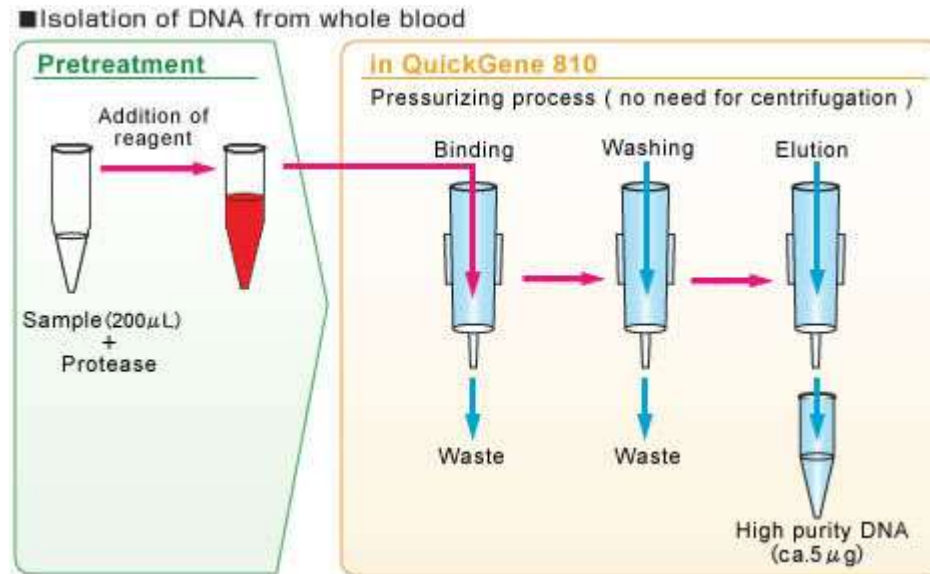 ■Isolation of DNA from whole blood
Pretreatment
Addition of
reagent
Sample(200μL)
+
Protease
in QuickGene 810
Pressurizing process ( no need for centrifugation )
Binding
Washing
Elution
Waste
Waste
High purity DNA
(ca.5μg)